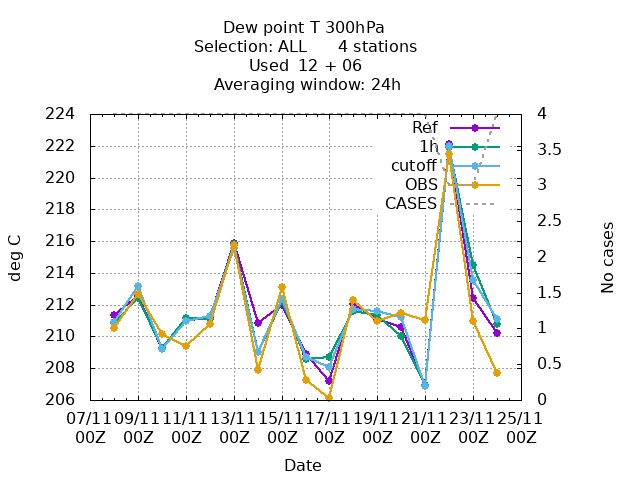 Dew point T 300hPa
Selection: ALL      4 stations
Used  12 + 06
Averaging window: 24h
224
222
220
218
216
214
212
210
208
206
4
3.5
3
2.5
2
1.5
1
0.5
0
Ref
1h
cutoff
OBS
CASES
deg C
No cases
07/11 09/11 11/11 13/11 15/11 17/11 19/11 21/11 23/11 25/11
00Z 00Z 00Z 00Z 00Z 00Z 00Z 00Z 00Z 00Z
Date